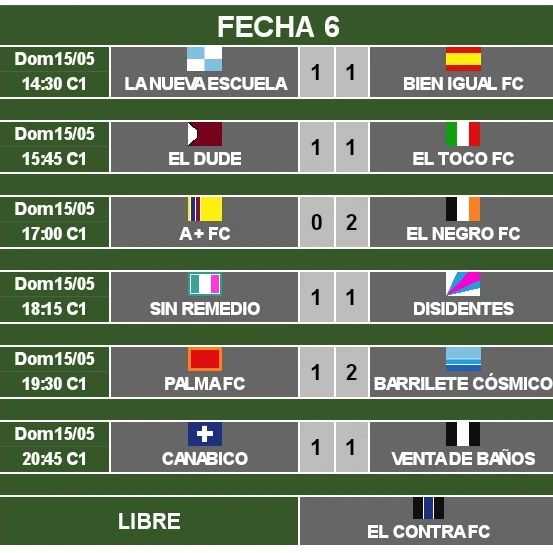 FECHA 6
Dom15/05
14:30 C1
LA NUEVA ESCUELA
1 1
BIEN IGUAL FC
Dom15/05
15:45 C1
EL DUDE
1 1
EL TOCO FC
Dom15/05
17:00 C1
A+ FC
0 2
EL NEGRO FC
Dom15/05
18:15 C1
SIN REMEDIO
1 1
DISIDENTES
Dom15/05
19:30 C1
PALMA FC
1 2
BARRILETE CÓSMICO
Dom15/05
20:45 C1
CANABICO
1 1
VENTA DE BAÑOS
LIBRE
EL CONTRA FC